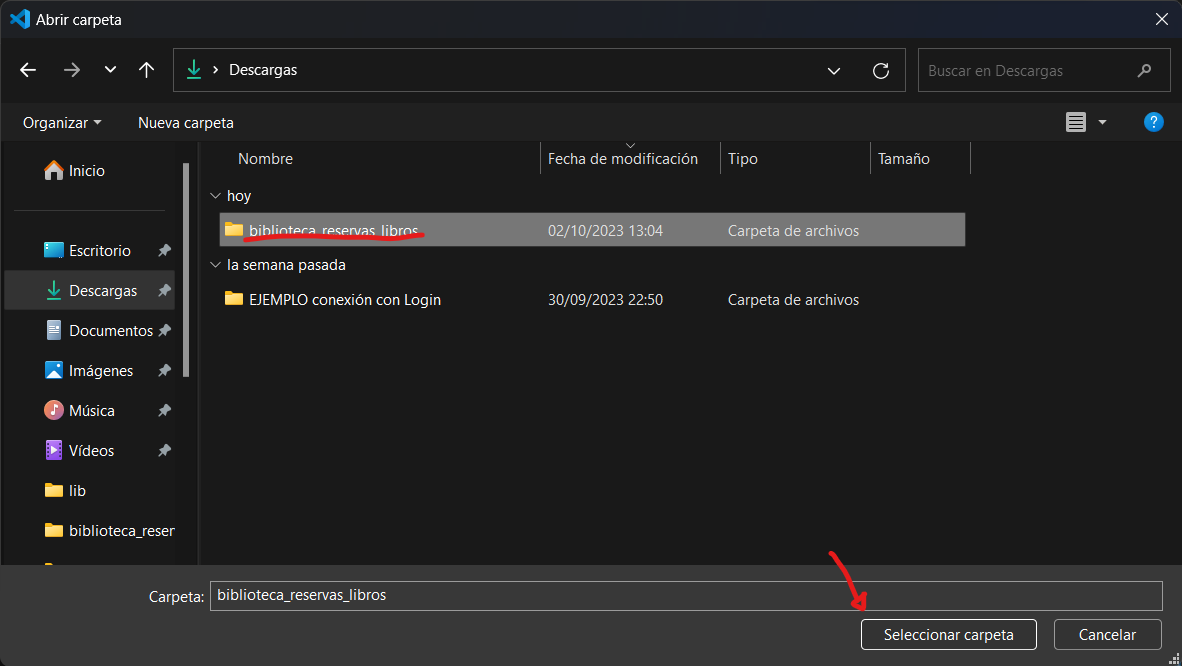 Abrir carpeta
Descargas
Buscar en Descargas
Organizar
Nueva carpeta
?
Nombre
Fecha de modificación
Tipo
Tamaño
Inicio
Escritorio
Descargas
Documentos
Imágenes
Música
Vídeos
lib
biblioteca_reser
hoy
biblioteca_reservas_libros 02/10/2023 13:04 Carpeta de archivos
la semana pasada
EJEMPLO conexión con Login 30/09/2023 22:50 Carpeta de archivos
Carpeta: biblioteca_reservas_libros
Seleccionar carpeta
Cancelar